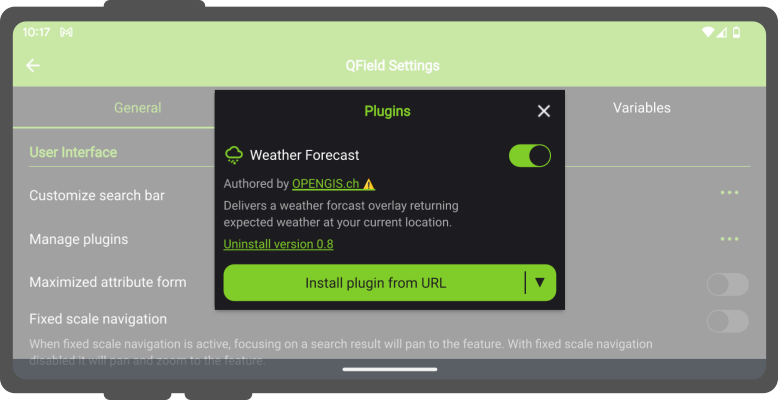 10:17
QField Settings
General
Variables
Plugins
User Interface
Weather Forecast
Authored by OPENGIS.ch ⚠️
Customize search bar
Delivers a weather forcast overlay returning
expected weather at your current location.
Manage plugins
Uninstall version 0.8
Maximized attribute form
Install plugin from URL
Fixed scale navigation
When fixed scale navigation is active, focusing on a search result will pan to the feature. With fixed scale navigation
disabled it will pan and zoom to the feature.